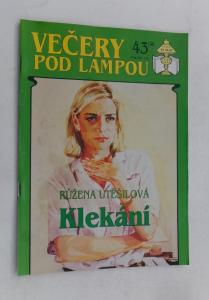 VEČERY
POD LAMPOU
43
RŮŽENA UTĚŠILOVÁ
Klekání